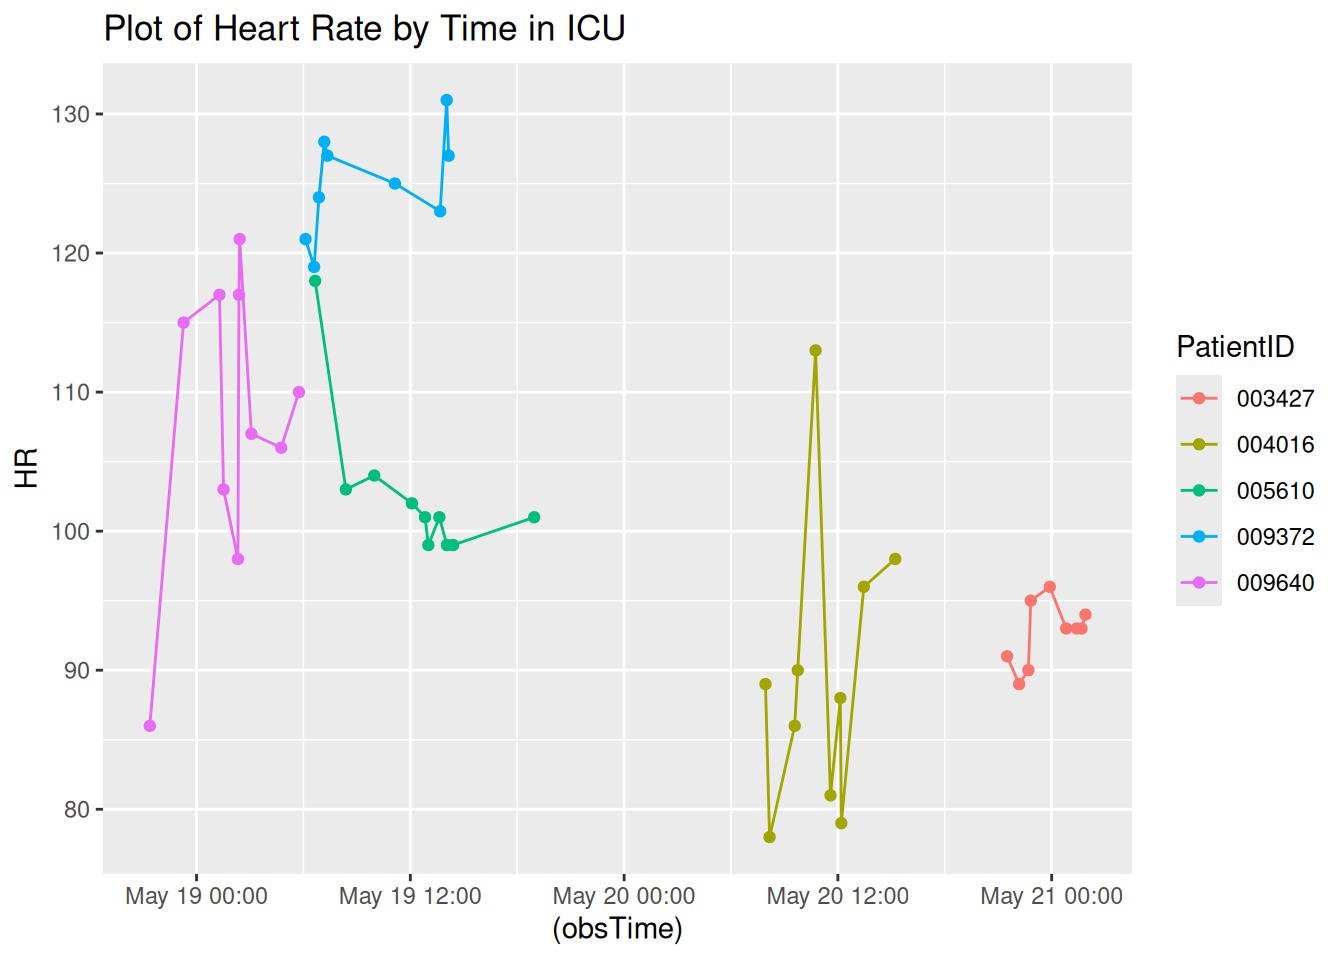 Plot of Heart Rate by Time in ICU
130
120
110
100
90
80
HR
May 19 00:00
May 19 12:00
May 20 00:00
May 20 12:00
May 21 00:00
(obsTime)
PatientID
003427
004016
005610
009372
009640